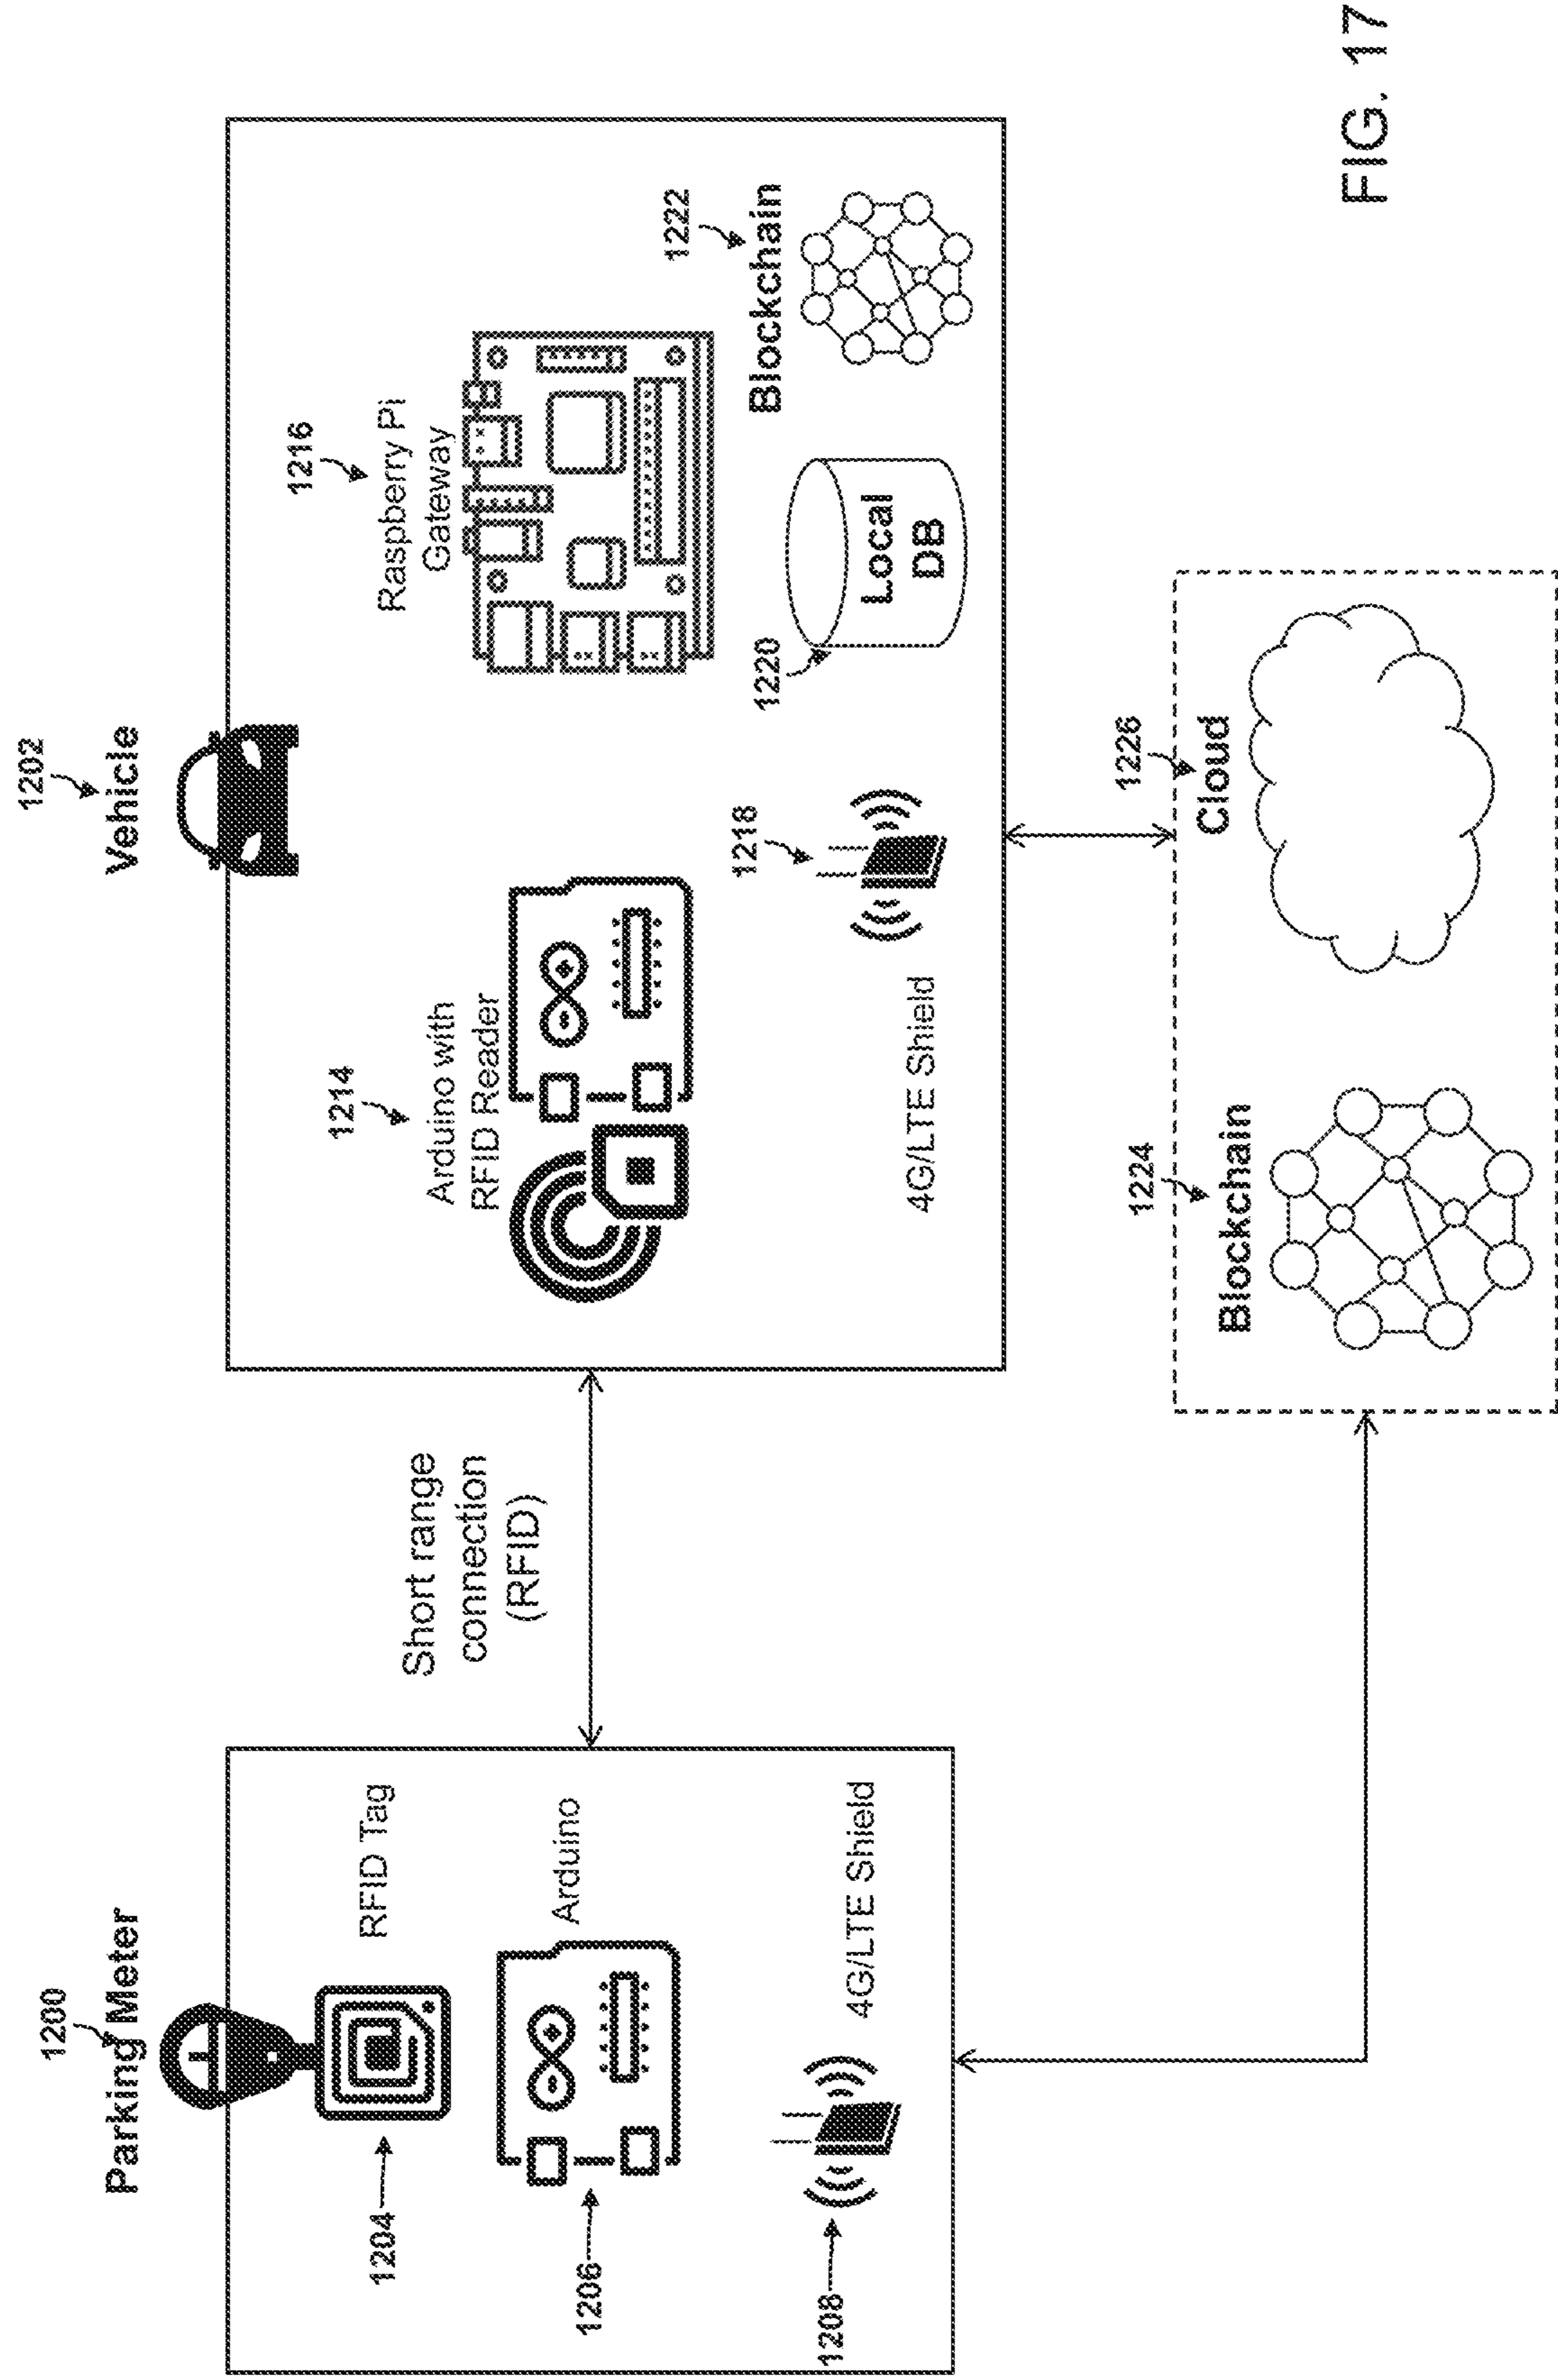 1200
Parking Meter
1204
RFID Tag
1206
Arduino
1208
4G/LTE Shield
Short range
connection
(RFID)
1202
Vehicle
1214
Arduino with
RFID Reader
1216
Raspberry Pi
Gateway
1218
4G/LTE Shield
1220
Local
DB
1222
Blockchain
1224
Blockchain
1226
Cloud
FIG. 17